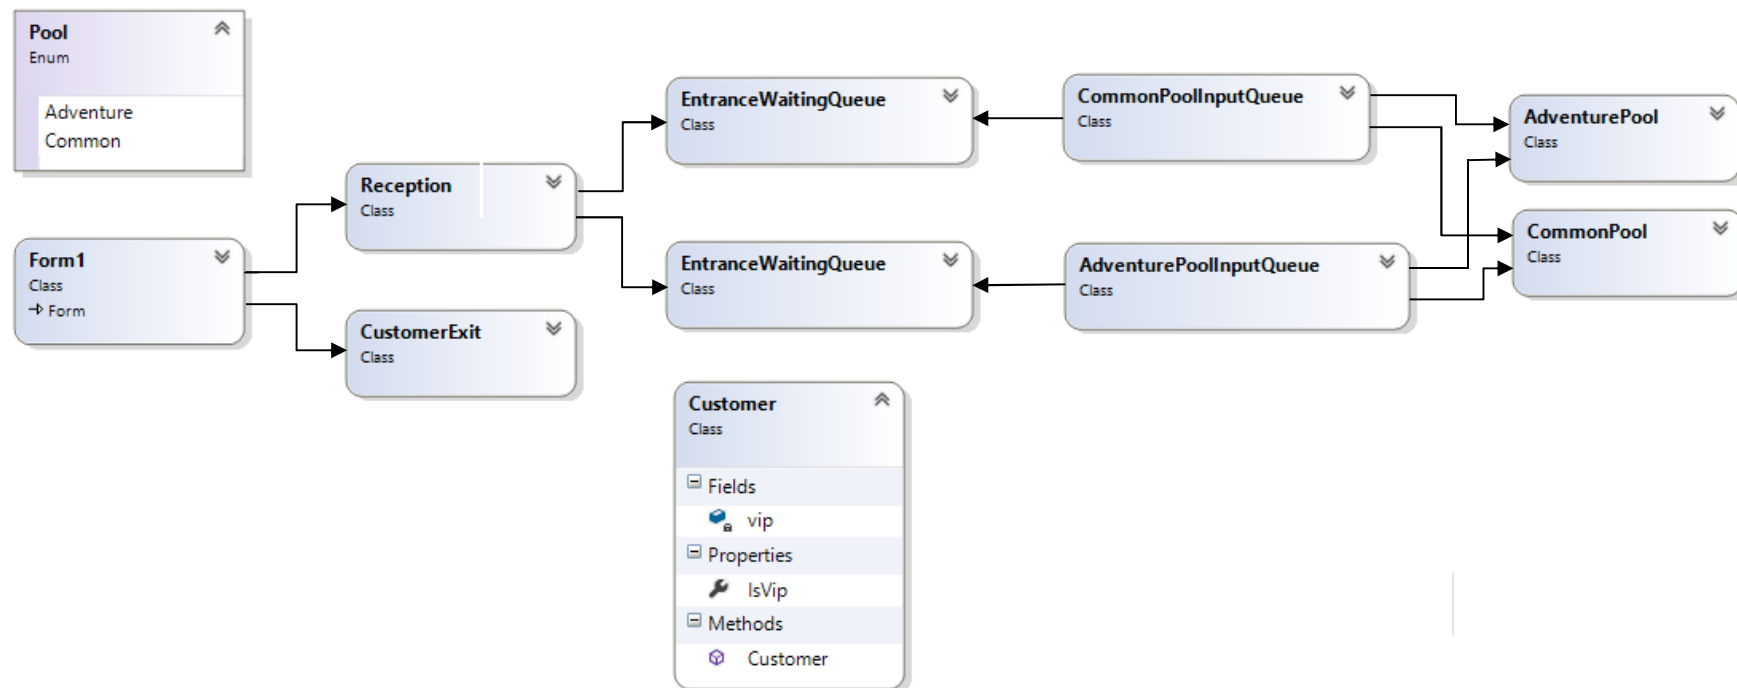 Pool
Enum
Adventure
Common
Form1
Class
Form
Reception
Class
CustomerExit
Class
EntranceWaitingQueue
Class
EntranceWaitingQueue
Class
Customer
Class
Fields
vip
Properties
IsVip
Methods
Customer
CommonPoolInputQueue
Class
AdventurePoolInputQueue
Class
AdventurePool
Class
CommonPool
Class